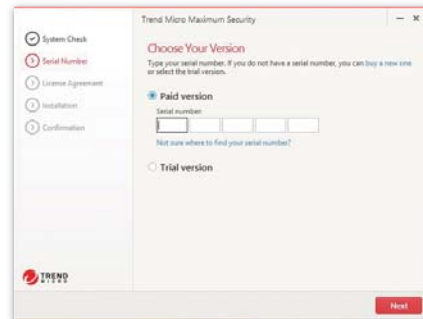 Trend Micro Maximum Security
System Check
Serial Number
License Agreement
Installation
Confirmation
Choose Your Version
Type your serial number. If you do not have a serial number, you can buy a new one
or select the trial version.
Paid version
Serial number:
Not sure where to find your serial number?
Trial version
TREND
MICRO
Next